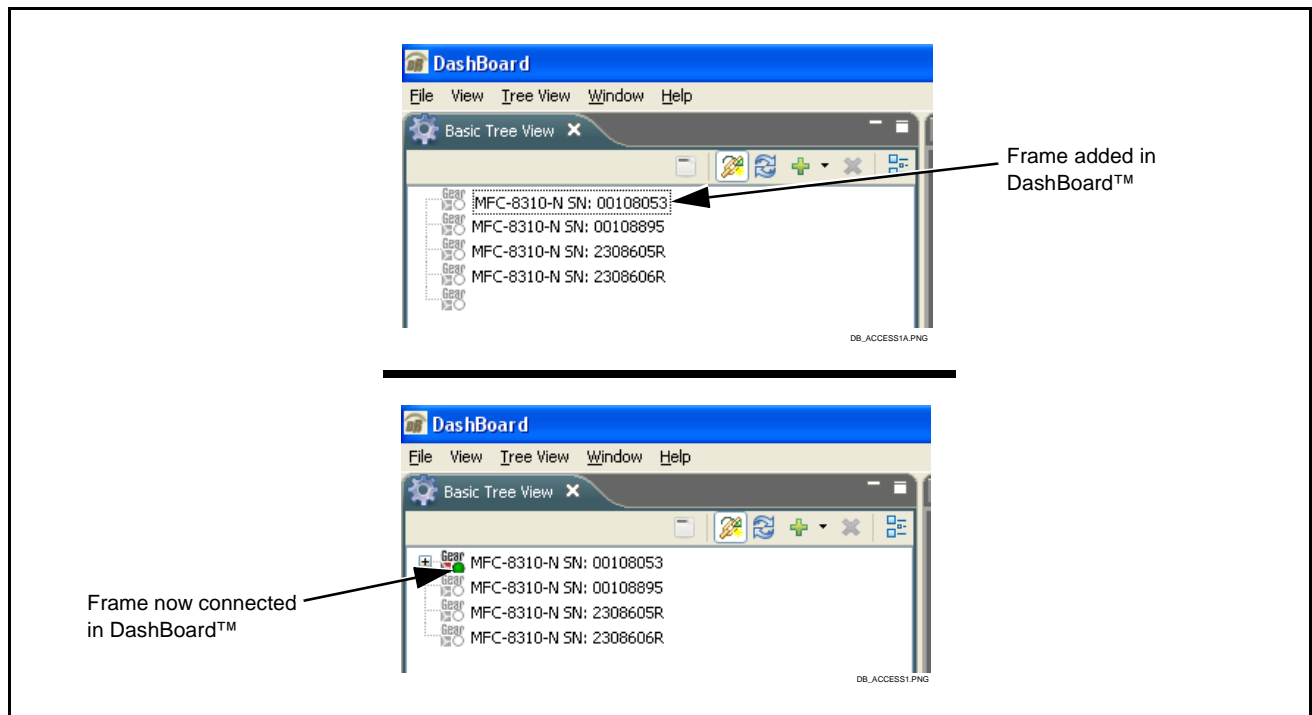 DashBoard
File View Tree View Window Help
Basic Tree View
Frame added in
DashBoard™
Gear MFC-8310-N SN: 00108053
Gear MFC-8310-N SN: 00108895
Gear MFC-8310-N SN: 2308605R
Gear MFC-8310-N SN: 2308606R
Gear
DB_ACCESS1A.PNG
DashBoard
File View Tree View Window Help
Basic Tree View
Gear MFC-8310-N SN: 00108053
Gear MFC-8310-N SN: 00108895
Gear MFC-8310-N SN: 2308605R
Gear MFC-8310-N SN: 2308606R
Frame now connected
in DashBoard™
DB_ACCESS1.PNG